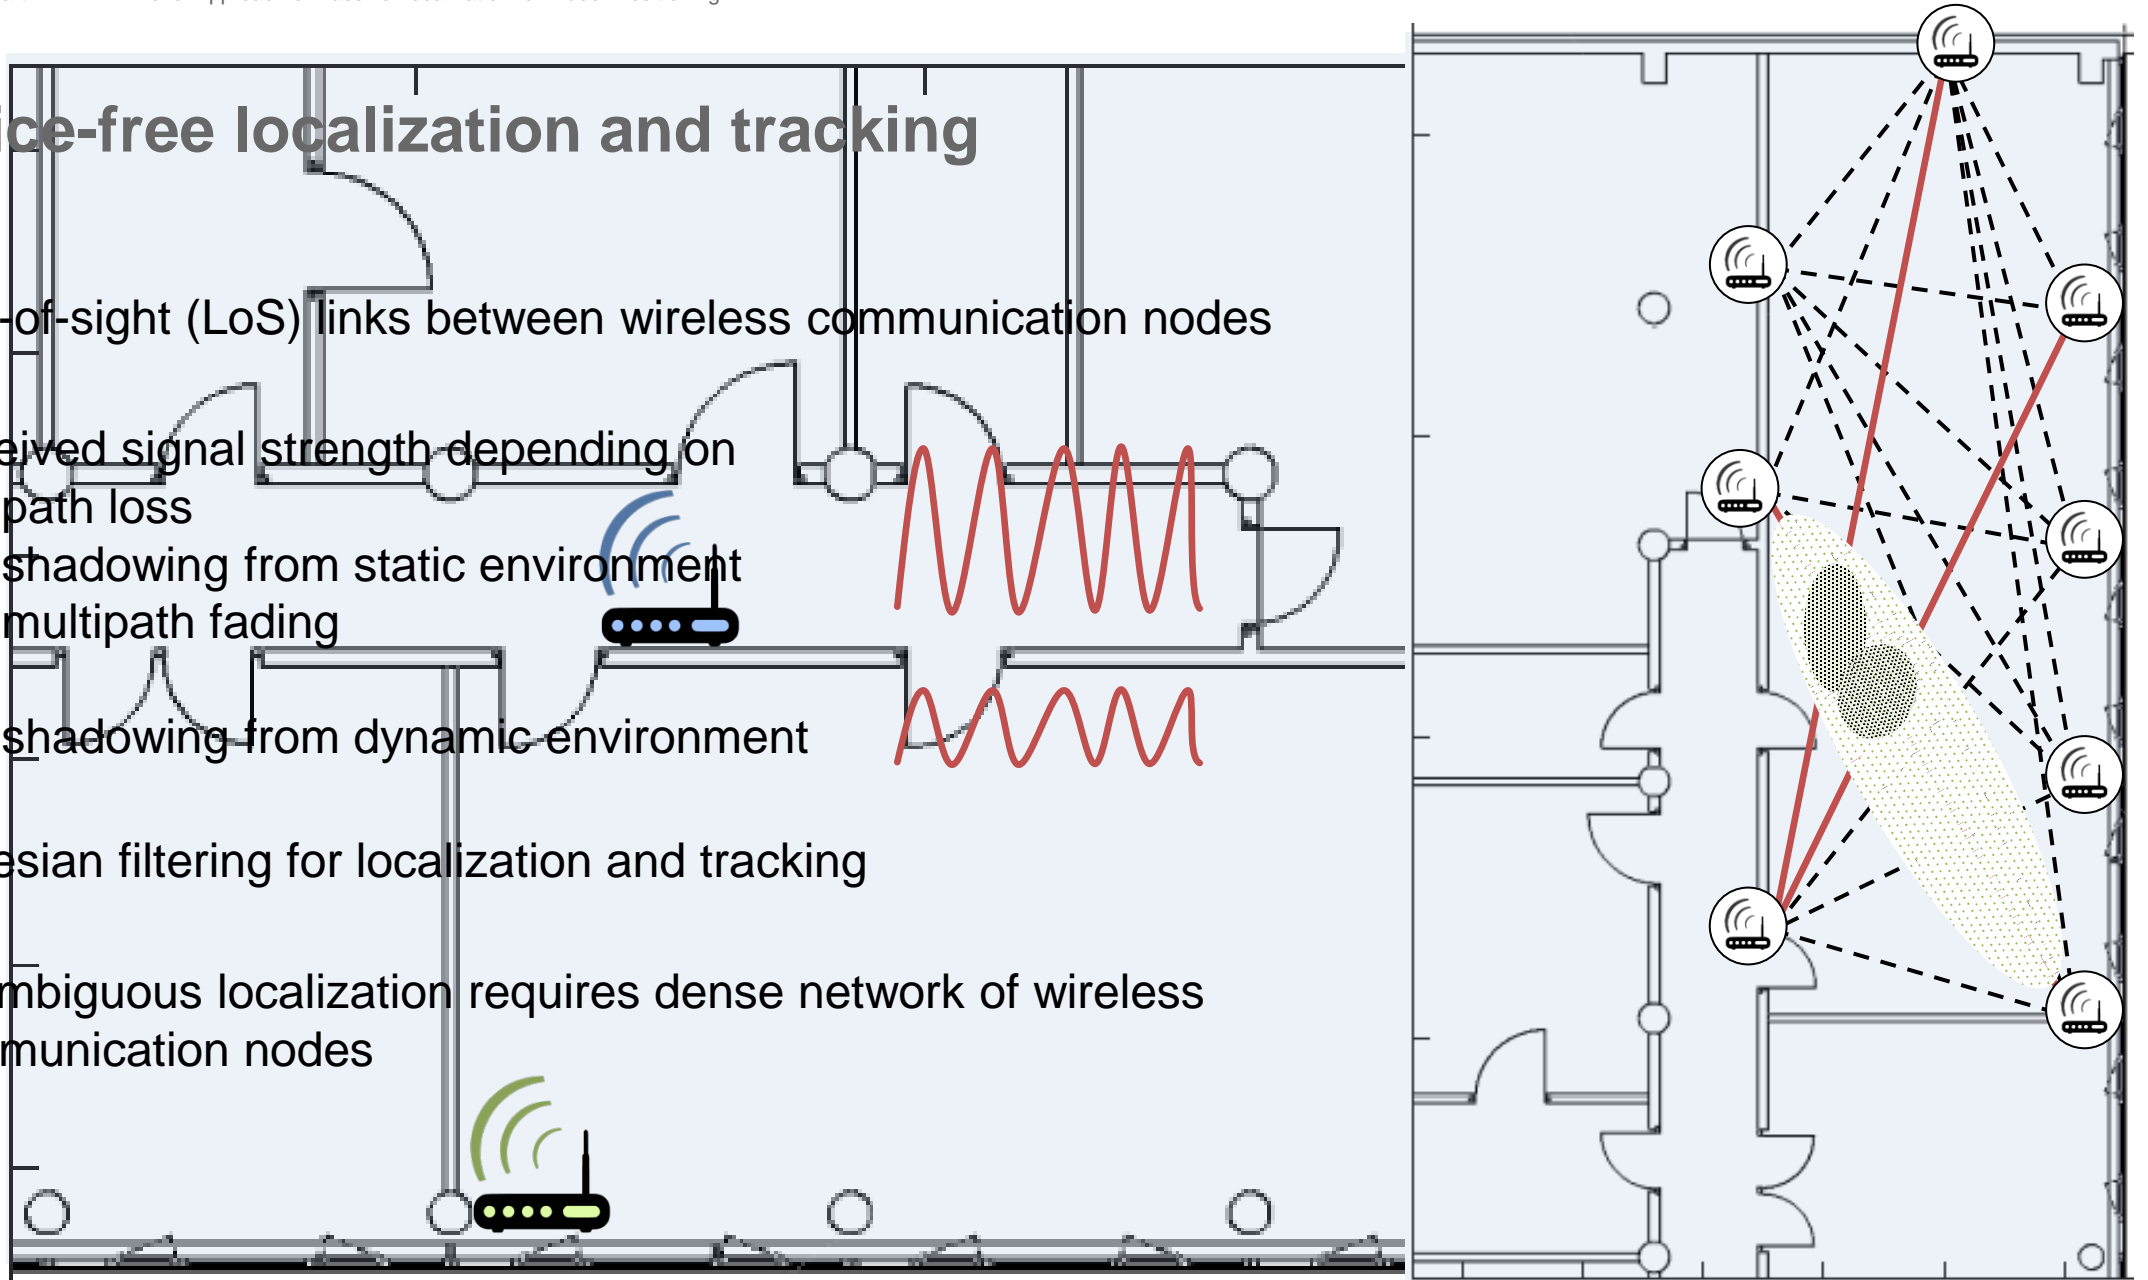 ice-free localization and tracking
-of-sight (LoS) links between wireless communication nodes
eived signal strength depending on
path loss
shadowing from static environment
multipath fading
shadowing from dynamic environment
esian filtering for localization and tracking
mbiguous localization requires dense network of wireless
munication nodes